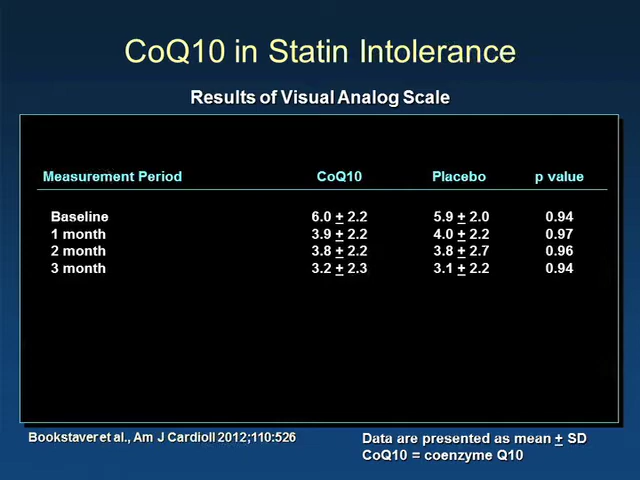 CoQ10 in Statin Intolerance
Results of Visual Analog Scale
Measurement Period CoQ10 Placebo p value
Baseline 6.0 ± 2.2 5.9 ± 2.0 0.94
1 month 3.9 ± 2.2 4.0 ± 2.2 0.97
2 month 3.8 ± 2.2 3.8 ± 2.7 0.96
3 month 3.2 ± 2.3 3.1 ± 2.2 0.94
Bookstaver et al., Am J Cardioll 2012;110:526
Data are presented as mean ± SD
CoQ10 = coenzyme Q10